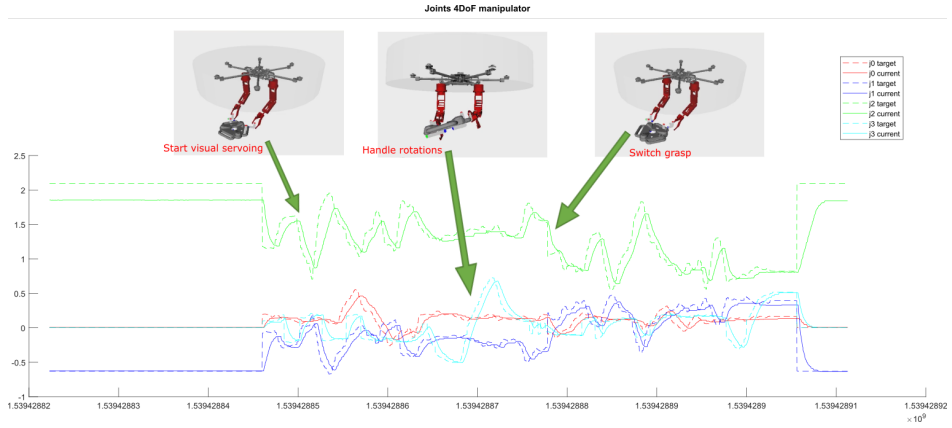 Joints 4DoF manipulator
j0 target
j0 current
j1 target
j1 current
j2 target
j2 current
j3 target
j3 current
Start visual servoing
Handle rotations
Switch grasp
2.5
2
1.5
1
0.5
0
-0.5
-1
1.53942882
1.53942883
1.53942884
1.53942885
1.53942886
1.53942887
1.53942888
1.53942889
1.5394289
1.53942891
1.53942892
×10⁹